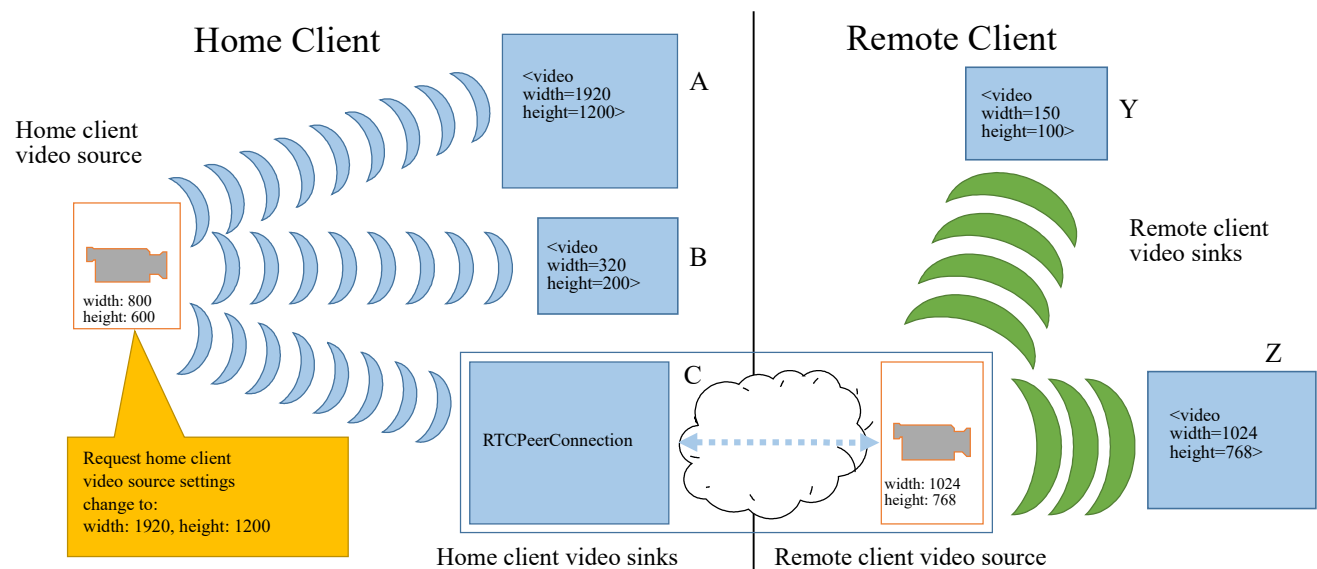 Home Client
Remote Client
Home client
video source
width: 800
height: 600
<video
width=1920
height=1200>
A
<video
width=320
height=200>
B
Request home client
video source settings
change to:
width: 1920, height: 1200
RTCPeerConnection
C
Home client video sinks
<video
width=150
height=100>
Y
Remote client
video sinks
width: 1024
height: 768
Z
<video
width=1024
height=768>
Remote client video source